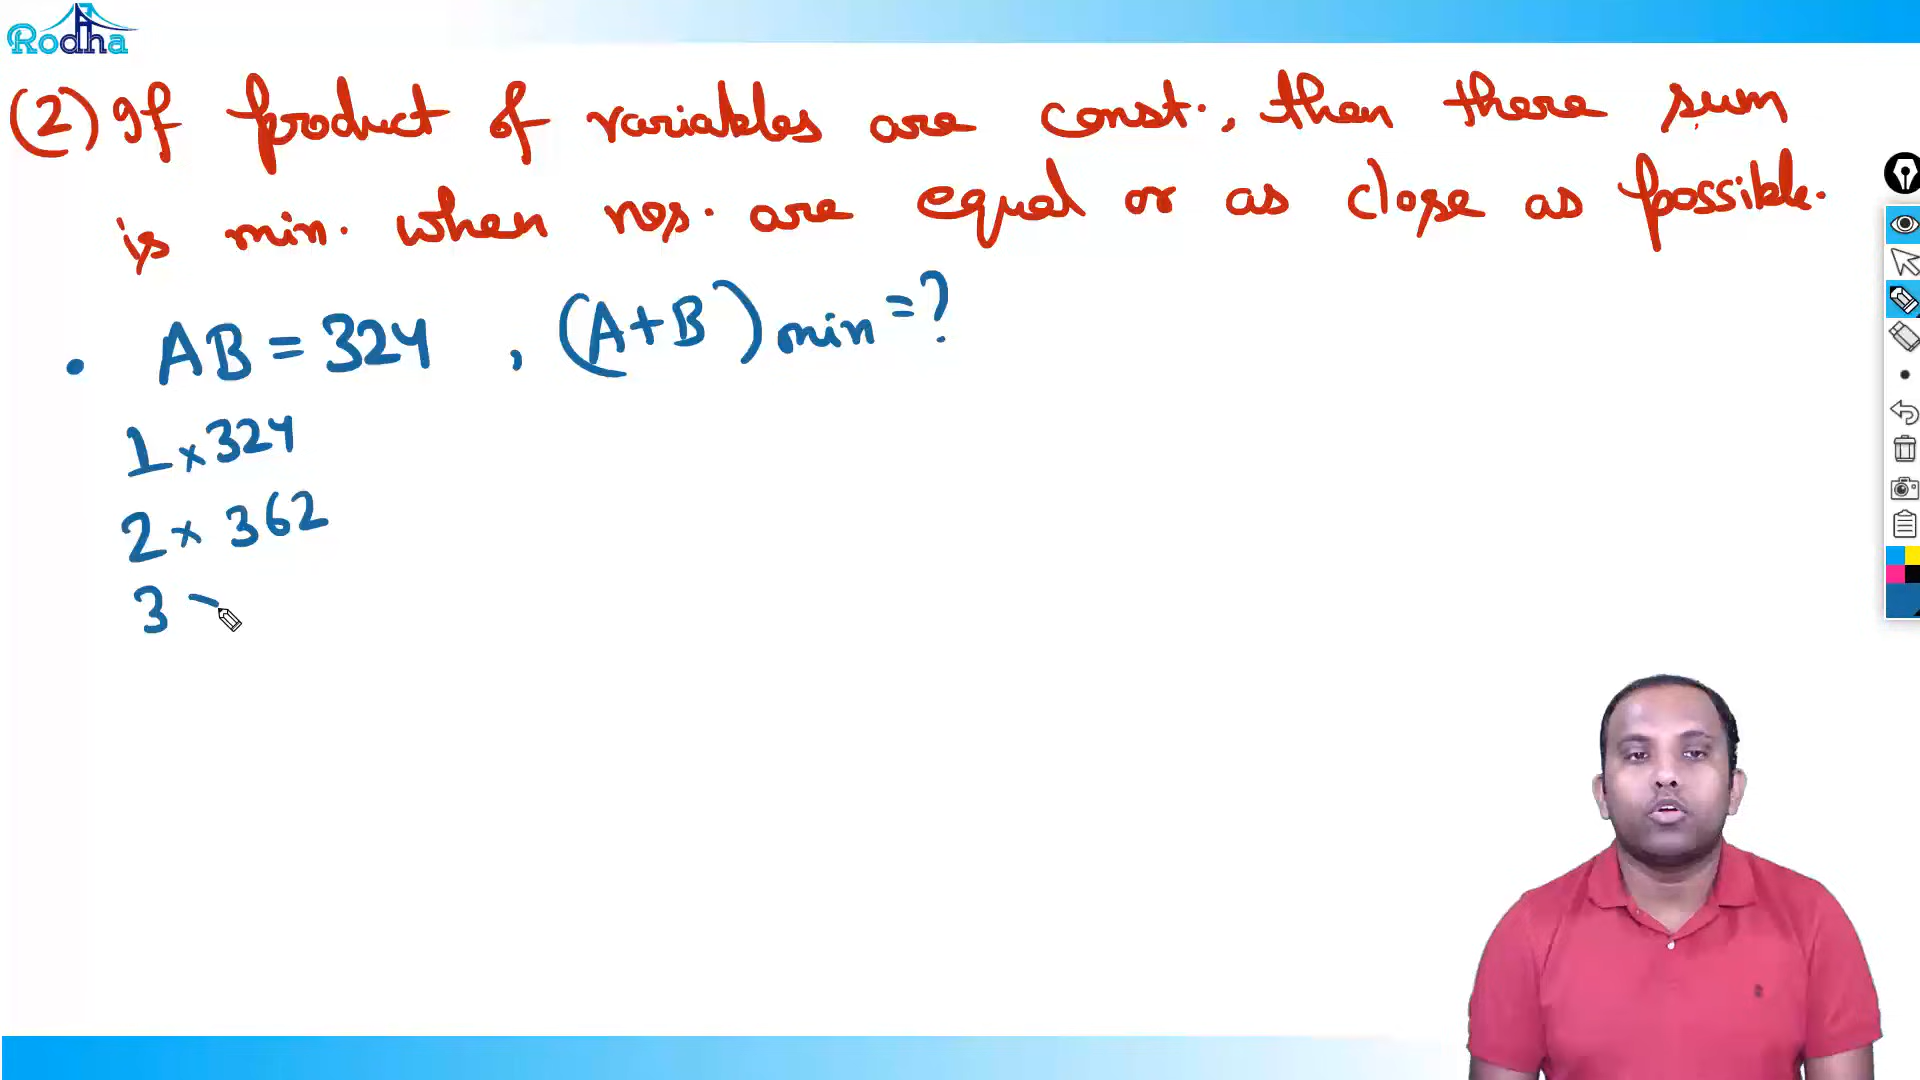 Rodha
(2) If product of variables are const., then there sum
is min. when nos. are equal or as close as possible.
• AB = 324 , (A+B)min = ?
1 × 324
2 × 362
3